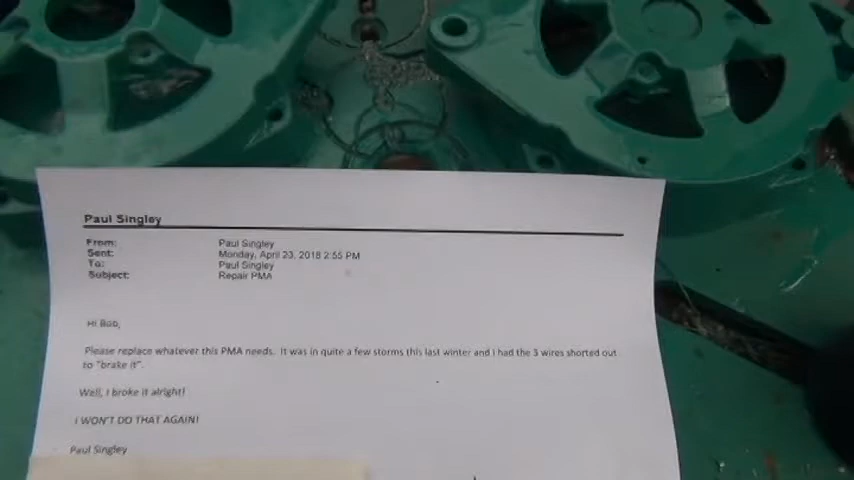 Paul Singley
From: Paul Singley
Sent: Monday, April 23, 2018 2:55 PM
To: Paul Singley
Subject: Repair PMA
Hi Bob,
Please replace whatever this PMA needs. It was in quite a few storms this last winter and I had the 3 wires shorted out
to "brake it".
Well, I broke it alright!
I WON'T DO THAT AGAIN!
Paul Singley